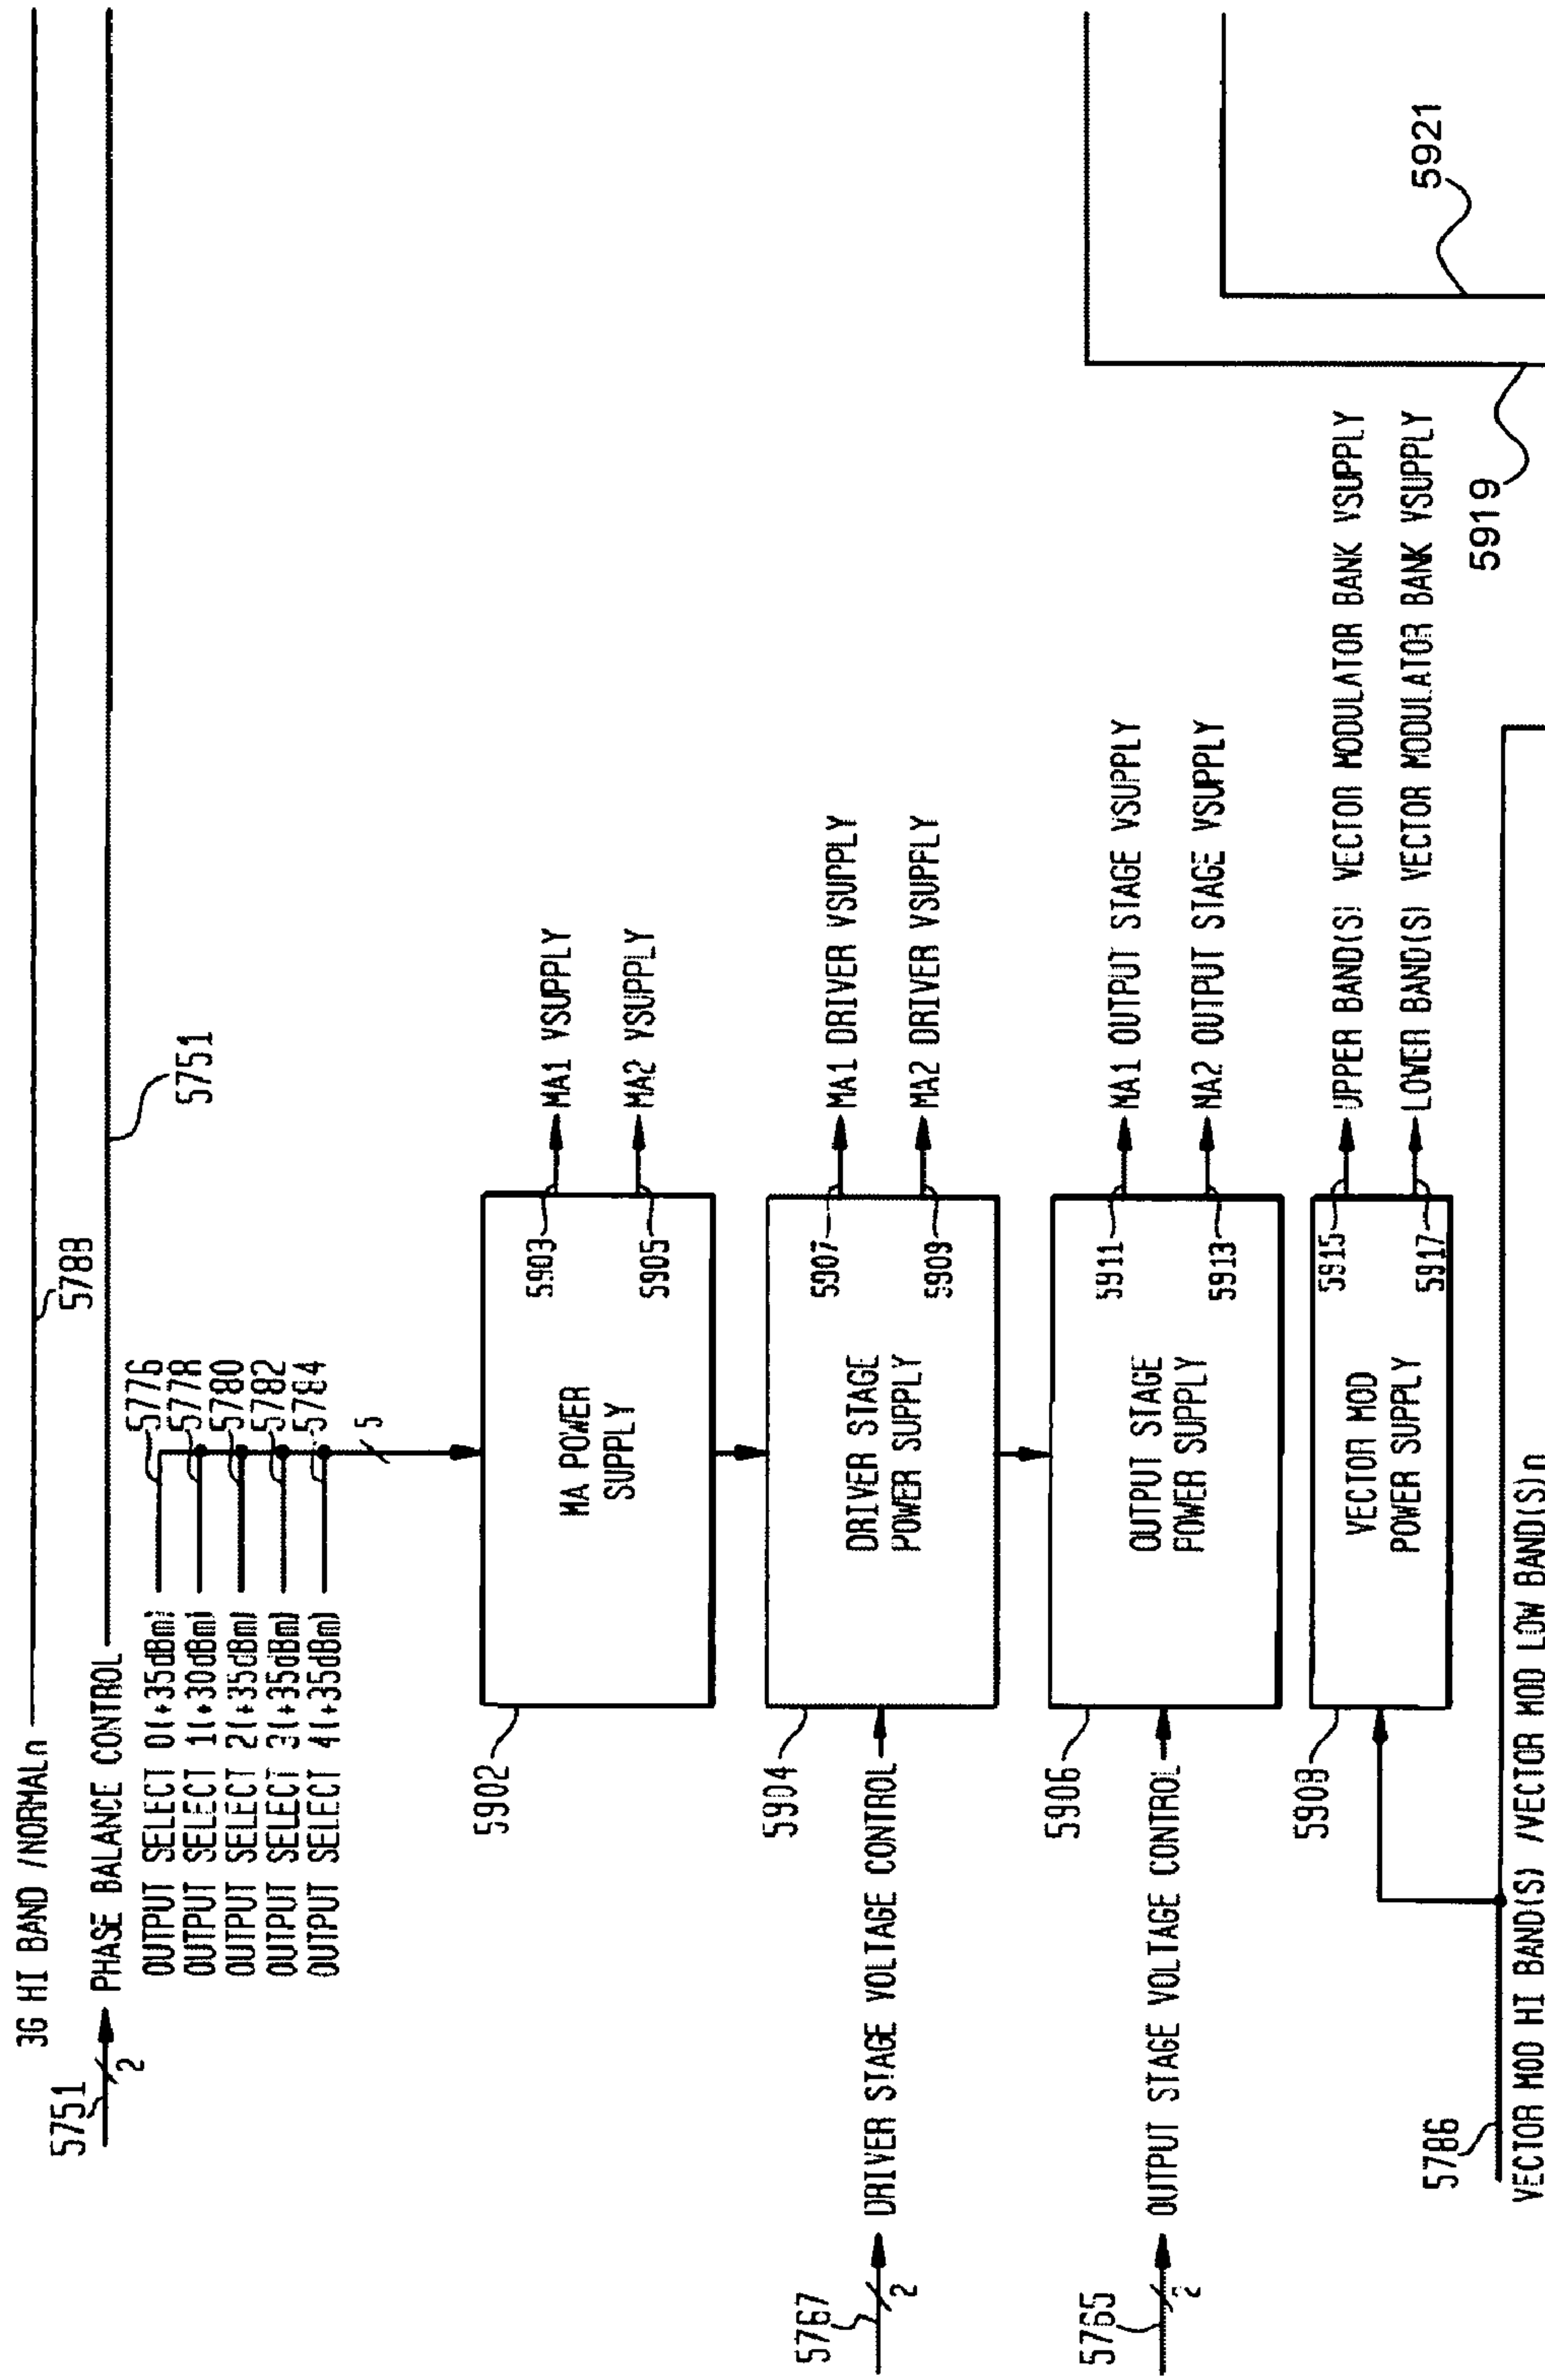 3G HI BAND /NORMALn
5788
5751
2
PHASE BALANCE CONTROL
5751
OUTPUT SELECT 0(+35dBm)
5776
OUTPUT SELECT 1(+30dBm)
5778
OUTPUT SELECT 2(+35dBm)
5780
OUTPUT SELECT 3(+35dBm)
5782
OUTPUT SELECT 4(+35dBm)
5784
5
5902
MA POWER
SUPPLY
5903
MA1 VSUPPLY
5905
MA2 VSUPPLY
5767
2
DRIVER STAGE VOLTAGE CONTROL
5904
DRIVER STAGE
POWER SUPPLY
5907
MA1 DRIVER VSUPPLY
5909
MA2 DRIVER VSUPPLY
5765
2
OUTPUT STAGE VOLTAGE CONTROL
5906
OUTPUT STAGE
POWER SUPPLY
5911
MA1 OUTPUT STAGE VSUPPLY
5913
MA2 OUTPUT STAGE VSUPPLY
5908
VECTOR MOD
POWER SUPPLY
5915
UPPER BAND(S) VECTOR MODULATOR BANK VSUPPLY
5917
LOWER BAND(S) VECTOR MODULATOR BANK VSUPPLY
5786
VECTOR MOD HI BAND(S) /VECTOR MOD LOW BAND(S)n
5919
5921